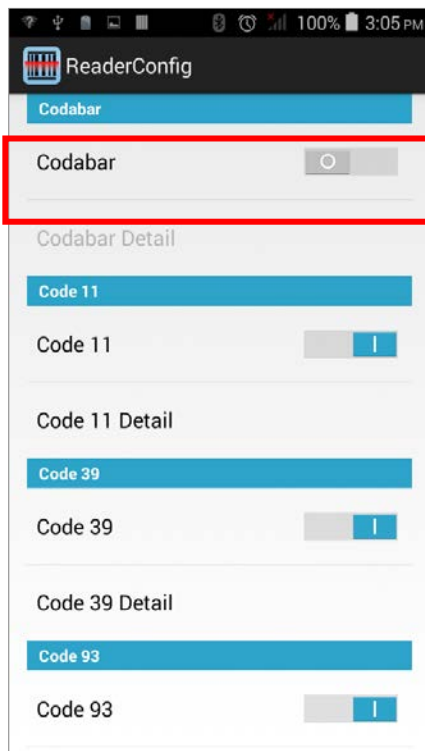 100% 3:05 PM
ReaderConfig
Codabar
Codabar
Codabar Detail
Code 11
Code 11
Code 11 Detail
Code 39
Code 39
Code 39 Detail
Code 93
Code 93